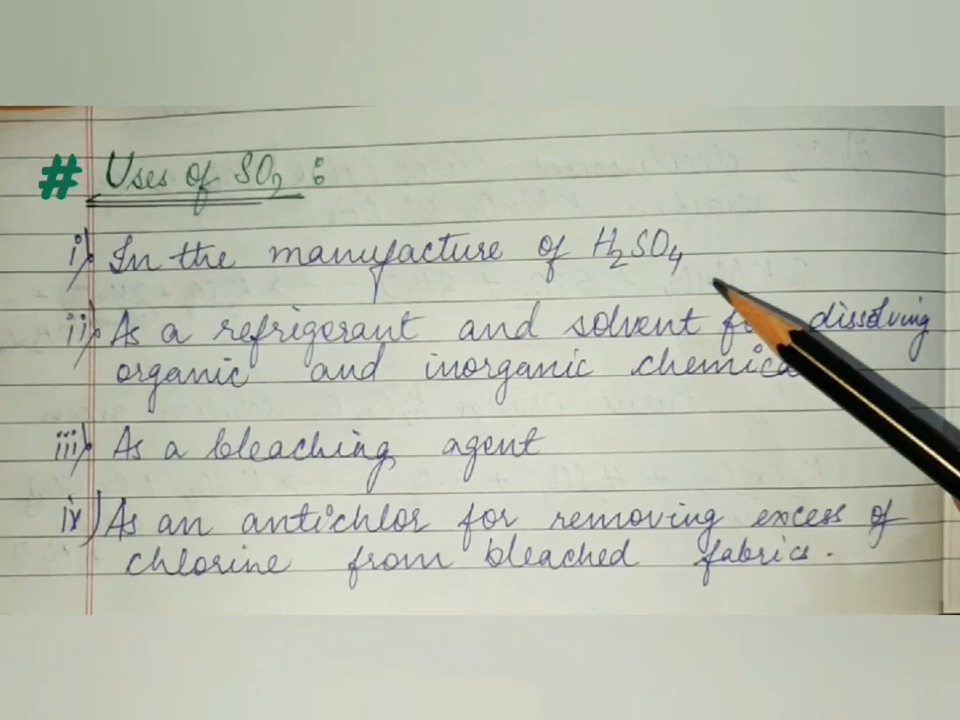 # Uses of SO2 :
i) In the manufacture of H2SO4
ii) As a refrigerant and solvent dissolving
organic and inorganic
iii) As a bleaching agent
iv) As an antichlor for removing excess of
chlorine from bleached fabrics.